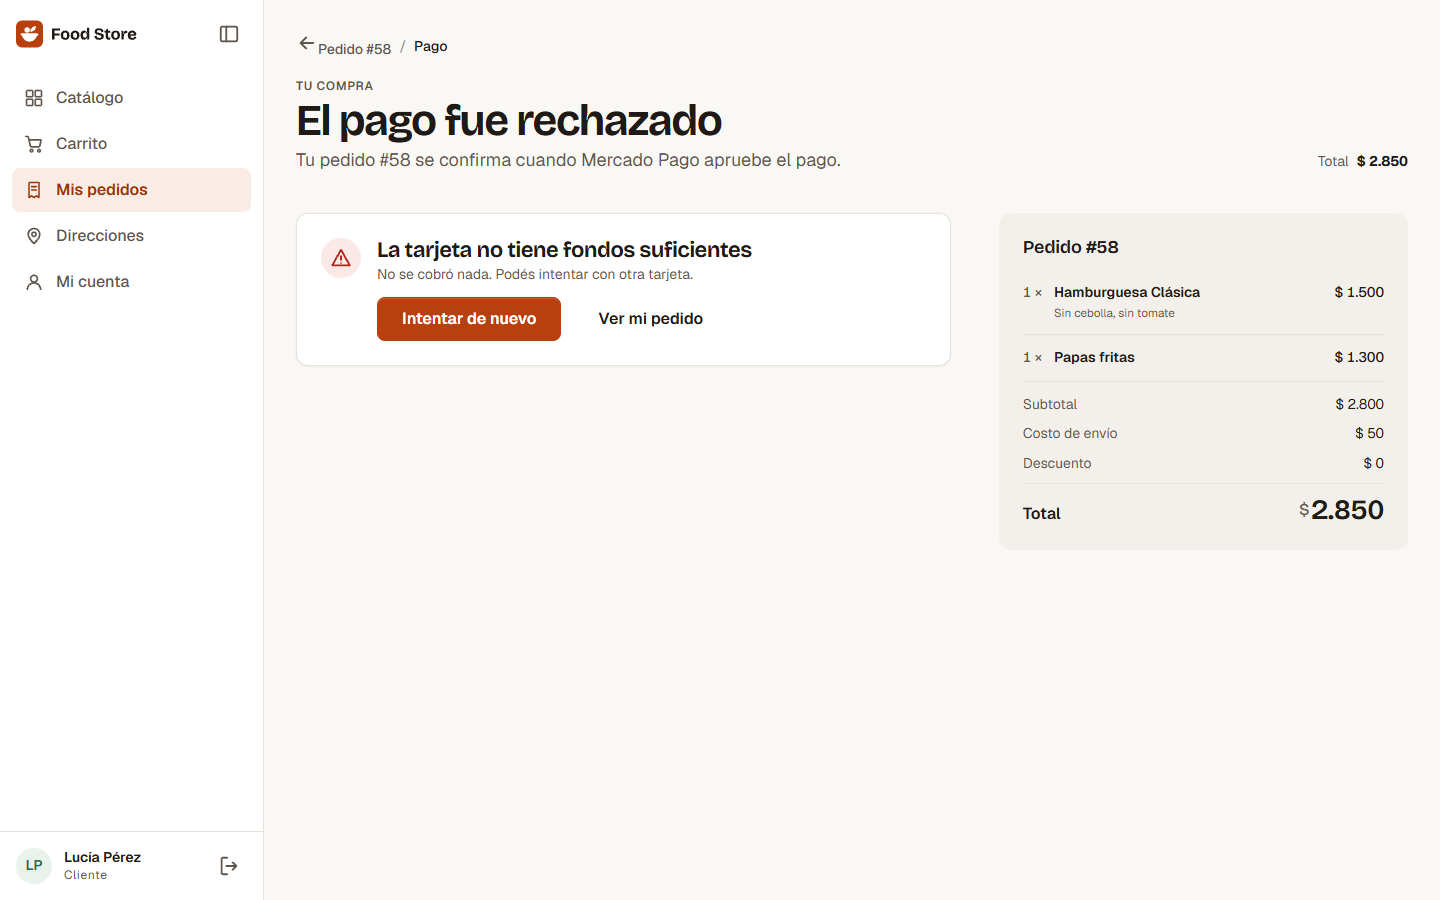 Food Store
Catálogo
Carrito
Mis pedidos
Direcciones
Mi cuenta
LP
Lucía Pérez
Cliente
Pedido #58 / Pago
TU COMPRA
El pago fue rechazado
Tu pedido #58 se confirma cuando Mercado Pago apruebe el pago.
Total $ 2.850
La tarjeta no tiene fondos suficientes
No se cobró nada. Podés intentar con otra tarjeta.
Intentar de nuevo
Ver mi pedido
Pedido #58
1 × Hamburguesa Clásica $ 1.500
Sin cebolla, sin tomate
1 × Papas fritas $ 1.300
Subtotal $ 2.800
Costo de envío $ 50
Descuento $ 0
Total $2.850